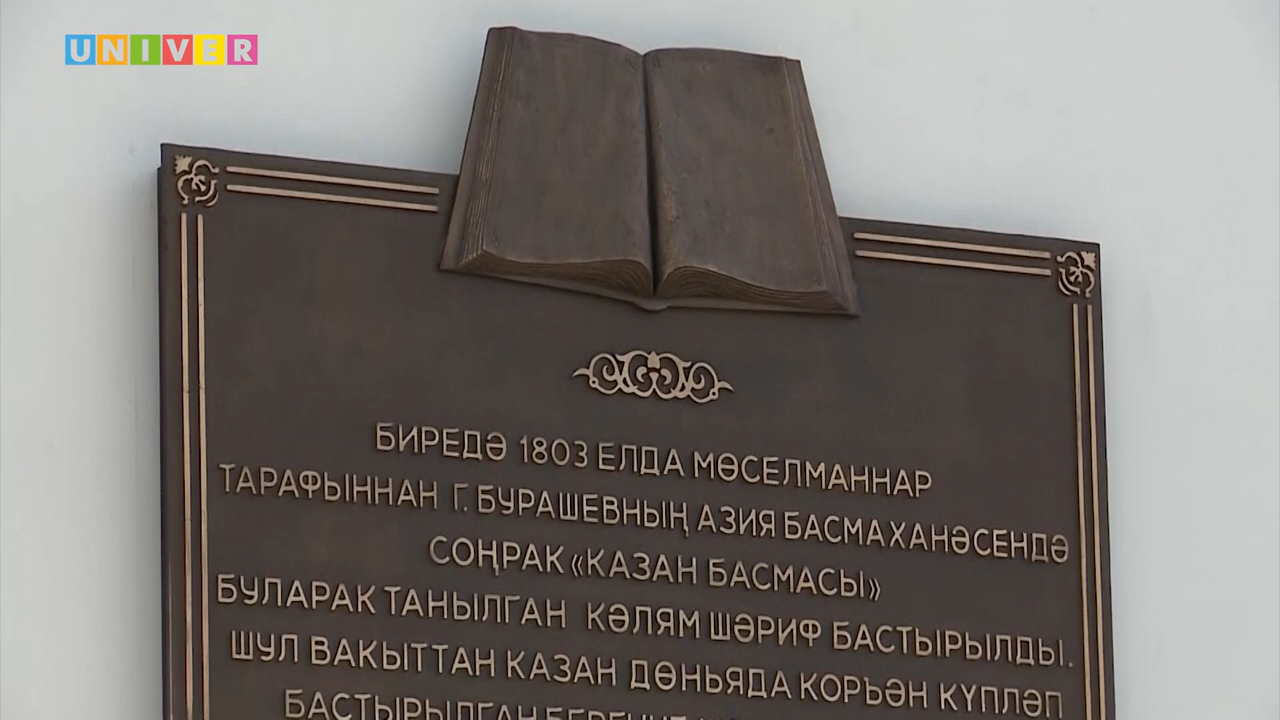 UNIVER
БИРЕДӘ 1803 ЕЛДА МӨСЕЛМАННАР
ТАРАФЫННАН Г. БУРАШЕВНЫҢ АЗИЯ БАСМАХАНӘСЕНДӘ
СОҢРАК «КАЗАН БАСМАСЫ»
БУЛАРАК ТАНЫЛГАН КӘЛЯМ ШӘРИФ БАСТЫРЫЛДЫ.
ШУЛ ВАКЫТТАН КАЗАН ДӨНЬЯДА КОРЪӘН КҮПЛӘП
БАСТЫРЫЛГАН